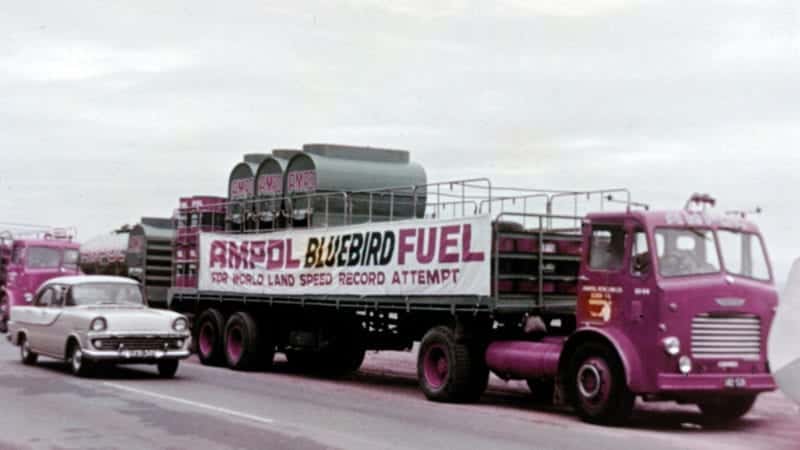 AMPOL
AMPOL
AMPOL
AMPOL BLUEBIRD FUEL
FOR WORLD LAND SPEED RECORD ATTEMPT